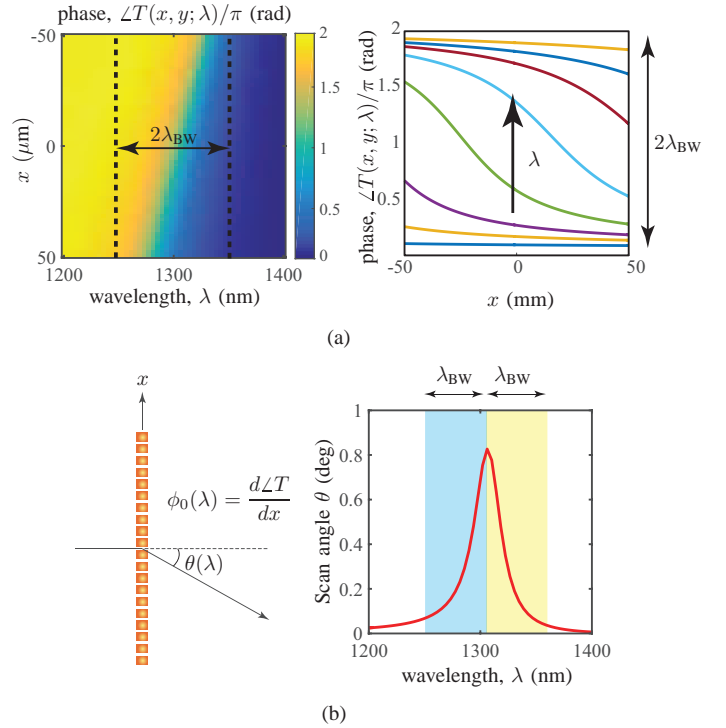 phase, ∠T(x, y; λ)/π (rad)
-50
0
50
x (μm)
2λBW
1200
1300
1400
wavelength, λ (nm)
2
1.5
1
0.5
0
phase, ∠T(x, y; λ)/π (rad)
2
1.5
1
0.5
-50
0
50
x (mm)
λ
2λBW
(a)
x
φ0(λ) = d∠T/dx
θ(λ)
λBW
λBW
Scan angle θ (deg)
1
0.8
0.6
0.4
0.2
0
1200
1300
1400
wavelength, λ (nm)
(b)